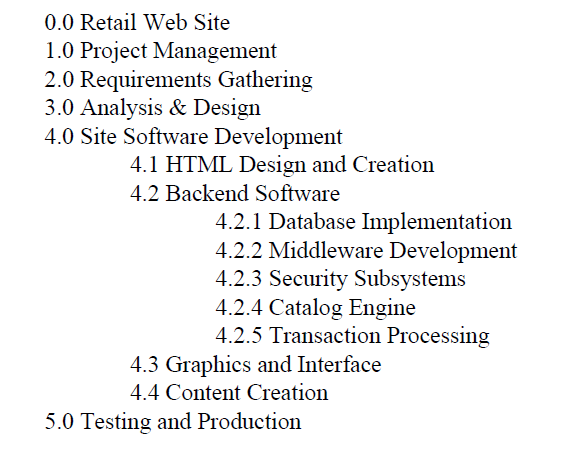 0.0 Retail Web Site
1.0 Project Management
2.0 Requirements Gathering
3.0 Analysis & Design
4.0 Site Software Development
4.1 HTML Design and Creation
4.2 Backend Software
4.2.1 Database Implementation
4.2.2 Middleware Development
4.2.3 Security Subsystems
4.2.4 Catalog Engine
4.2.5 Transaction Processing
4.3 Graphics and Interface
4.4 Content Creation
5.0 Testing and Production